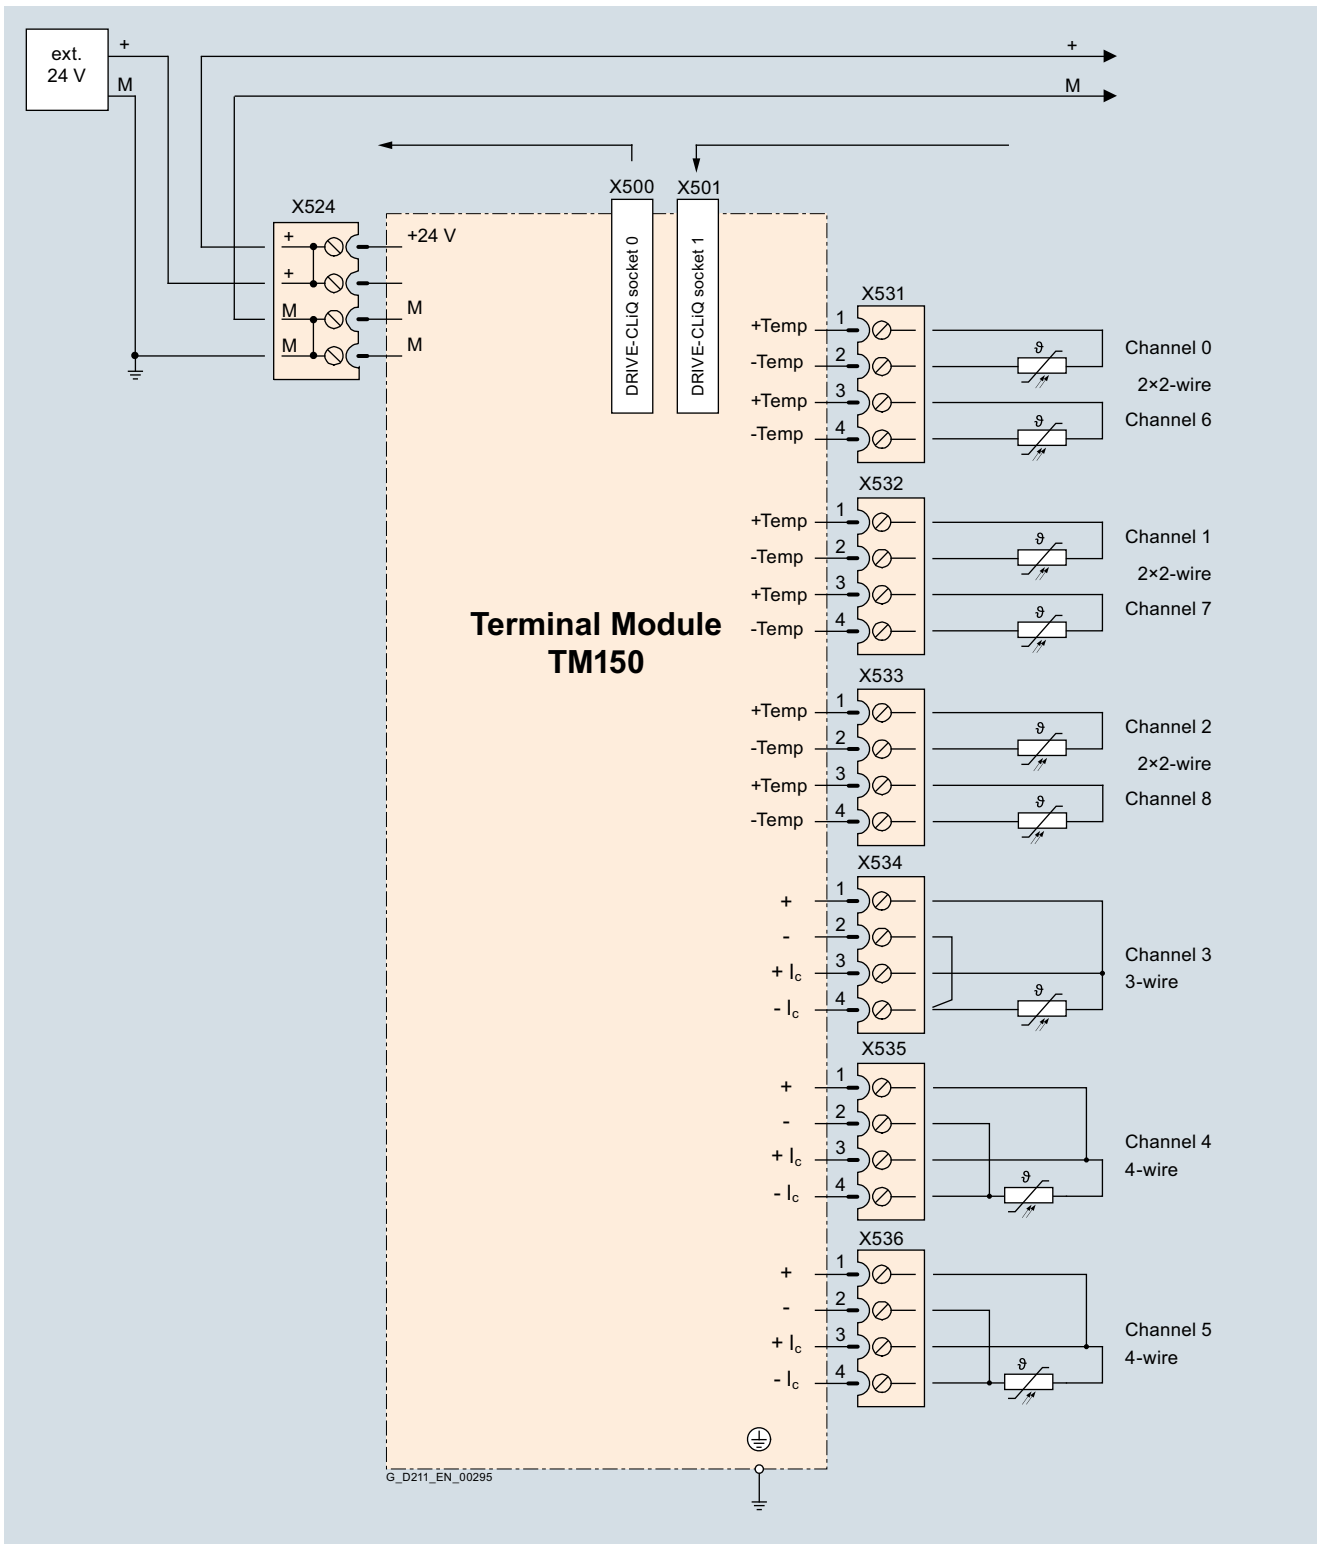 ext.
24 V
+
M
+
M
X500
X501
X524
+
+
M
M
+24 V
M
M
DRIVE-CLiQ socket 0
DRIVE-CLiQ socket 1
Terminal Module
TM150
X531
+Temp 1
-Temp 2
+Temp 3
-Temp 4
ϑ
ϑ
Channel 0
2×2-wire
Channel 6
X532
+Temp 1
-Temp 2
+Temp 3
-Temp 4
ϑ
ϑ
Channel 1
2×2-wire
Channel 7
X533
+Temp 1
-Temp 2
+Temp 3
-Temp 4
ϑ
ϑ
Channel 2
2×2-wire
Channel 8
X534
+ 1
- 2
+ Ic 3
- Ic 4
ϑ
Channel 3
3-wire
X535
+ 1
- 2
+ Ic 3
- Ic 4
ϑ
Channel 4
4-wire
X536
+ 1
- 2
+ Ic 3
- Ic 4
ϑ
Channel 5
4-wire
G_D211_EN_00295